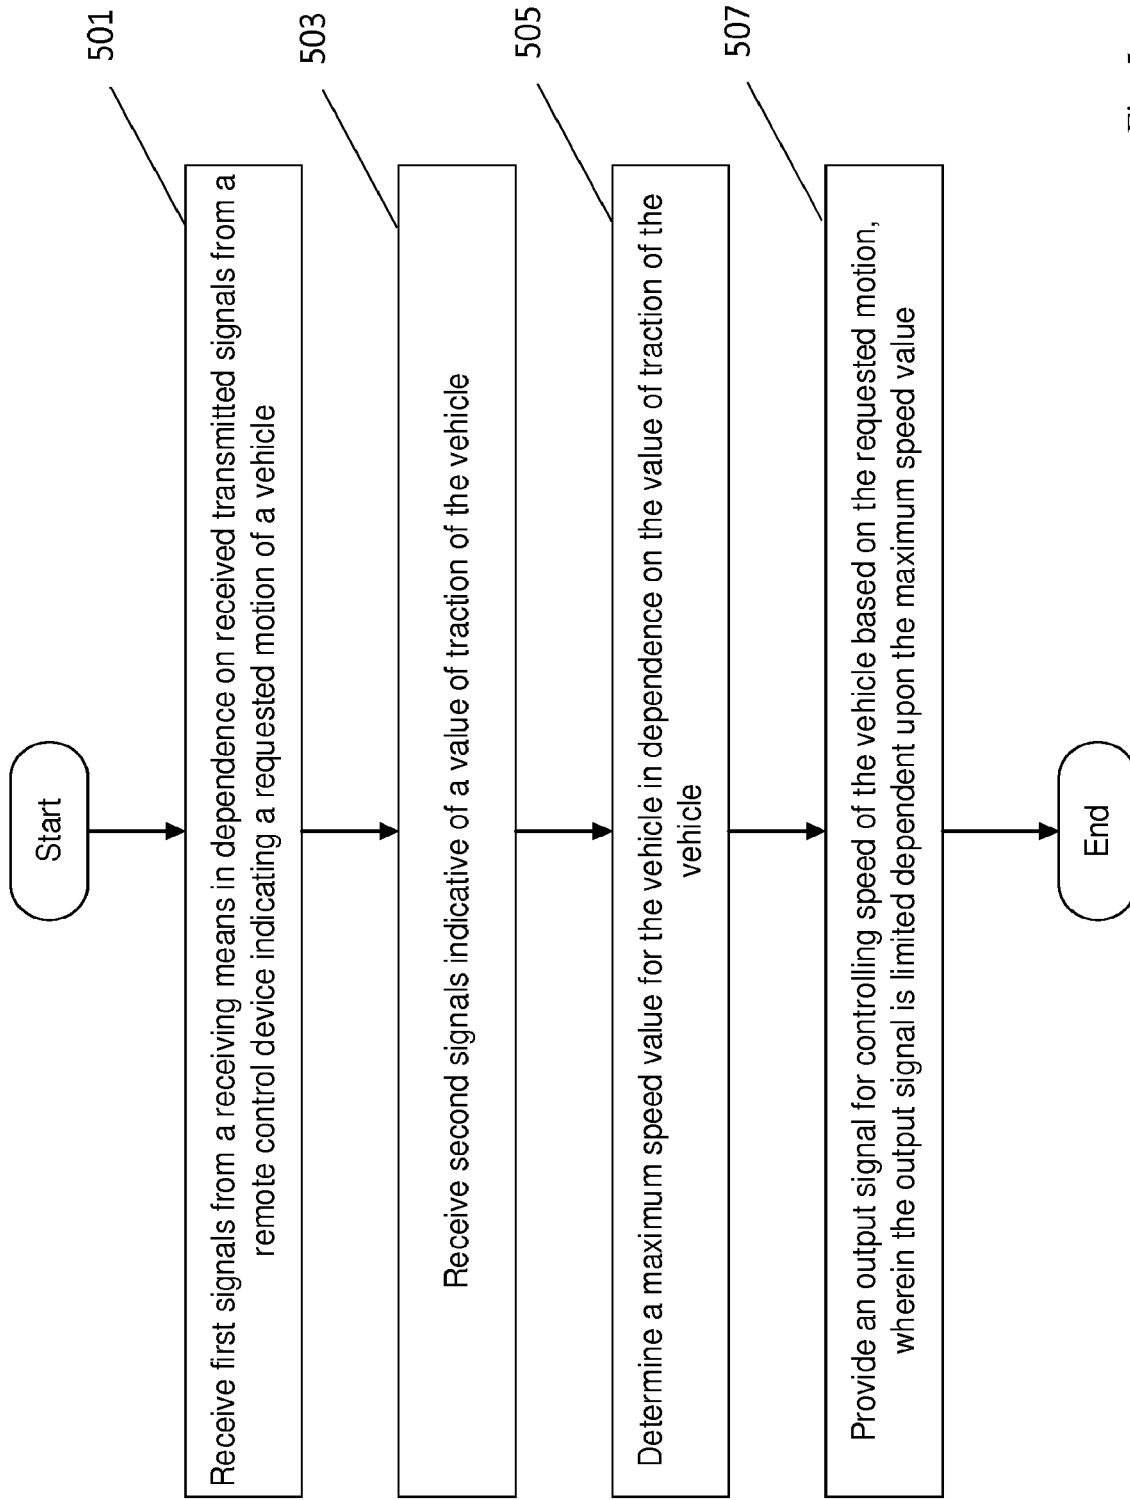 Start
501
Receive first signals from a receiving means in dependence on received transmitted signals from a
remote control device indicating a requested motion of a vehicle
503
Receive second signals indicative of a value of traction of the vehicle
505
Determine a maximum speed value for the vehicle in dependence on the value of traction of the
vehicle
507
Provide an output signal for controlling speed of the vehicle based on the requested motion,
wherein the output signal is limited dependent upon the maximum speed value
End